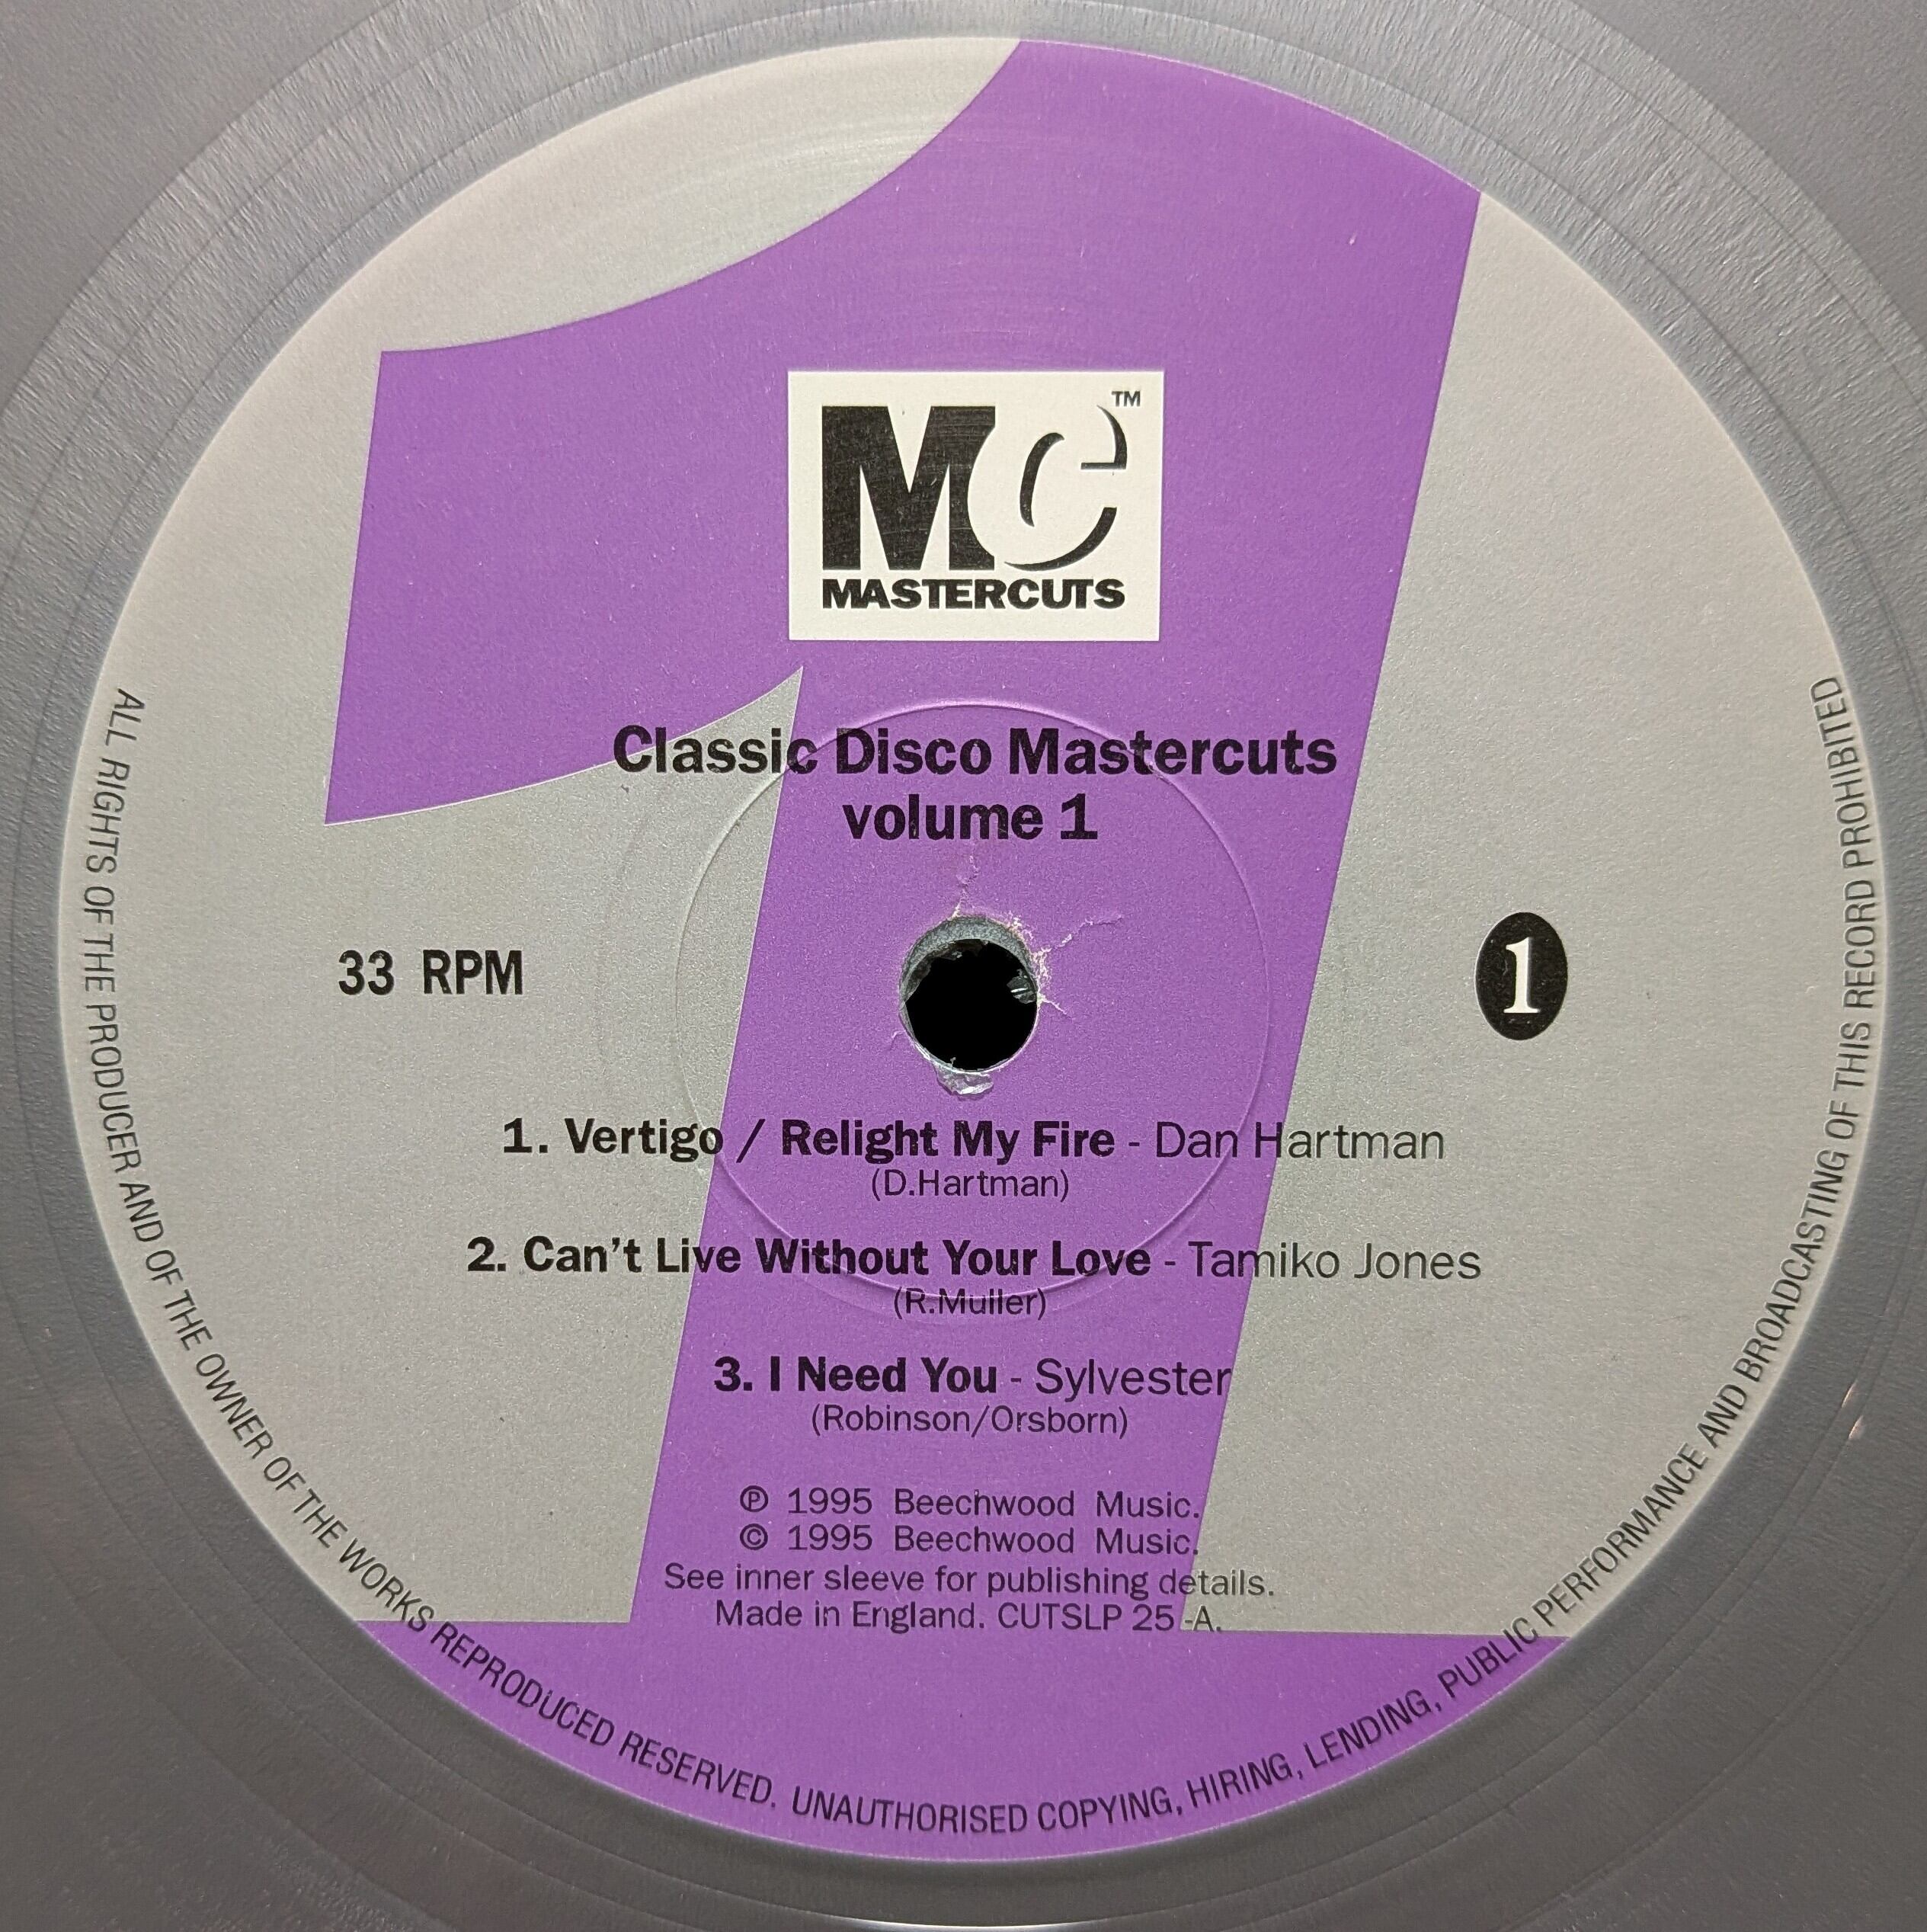 MC™
MASTERCUTS
Classic Disco Mastercuts
volume 1
33 RPM
1
1. Vertigo / Relight My Fire - Dan Hartman
(D.Hartman)
2. Can't Live Without Your Love - Tamiko Jones
(R.Muller)
3. I Need You - Sylvester
(Robinson/Orsborn)
℗ 1995 Beechwood Music.
© 1995 Beechwood Music.
See inner sleeve for publishing details.
Made in England. CUTSLP 25 -A.
ALL RIGHTS OF THE PRODUCER AND OF THE OWNER OF THE WORKS REPRODUCED RESERVED. UNAUTHORISED COPYING, HIRING, LENDING, PUBLIC PERFORMANCE AND BROADCASTING OF THIS RECORD PROHIBITED